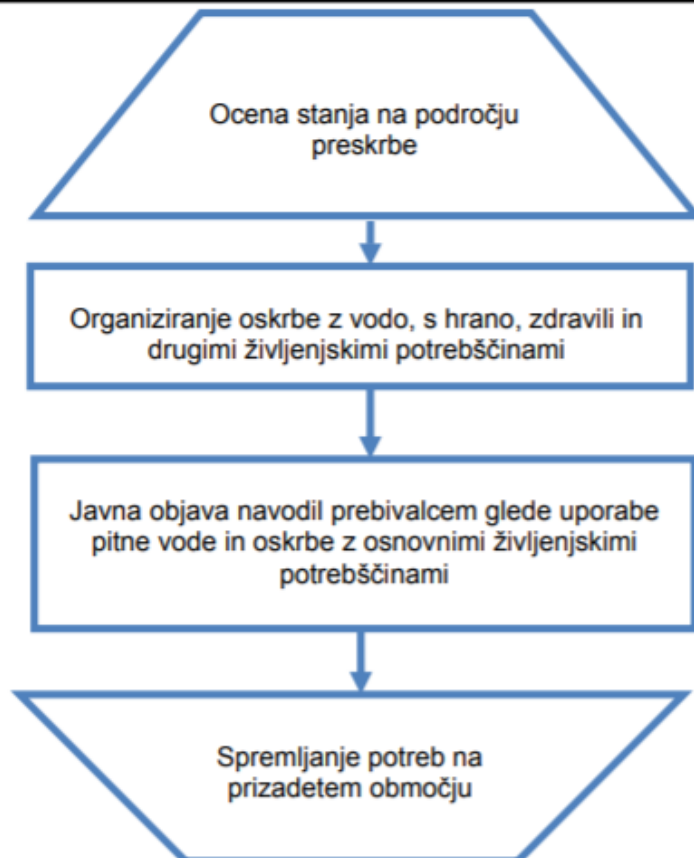 Ocena stanja na področju
preskrbe
Organiziranje oskrbe z vodo, s hrano, zdravili in
drugimi življenjskimi potrebščinami
Javna objava navodil prebivalcem glede uporabe
pitne vode in oskrbe z osnovnimi življenjskimi
potrebščinami
Spremljanje potreb na
prizadetem območju